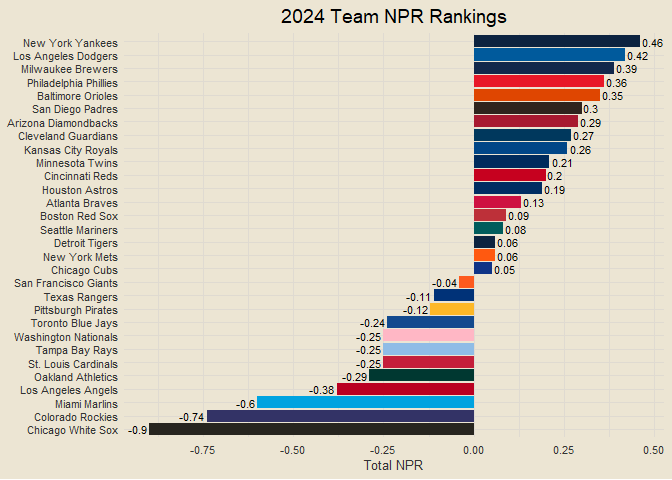 2024 Team NPR Rankings
New York Yankees 0.46
Los Angeles Dodgers 0.42
Milwaukee Brewers 0.39
Philadelphia Phillies 0.36
Baltimore Orioles 0.35
San Diego Padres 0.3
Arizona Diamondbacks 0.29
Cleveland Guardians 0.27
Kansas City Royals 0.26
Minnesota Twins 0.21
Cincinnati Reds 0.2
Houston Astros 0.19
Atlanta Braves 0.13
Boston Red Sox 0.09
Seattle Mariners 0.08
Detroit Tigers 0.06
New York Mets 0.06
Chicago Cubs 0.05
San Francisco Giants -0.04
Texas Rangers -0.11
Pittsburgh Pirates -0.12
Toronto Blue Jays -0.24
Washington Nationals -0.25
Tampa Bay Rays -0.25
St. Louis Cardinals -0.25
Oakland Athletics -0.29
Los Angeles Angels -0.38
Miami Marlins -0.6
Colorado Rockies -0.74
Chicago White Sox -0.9
-0.75 -0.50 -0.25 0.00 0.25 0.50
Total NPR